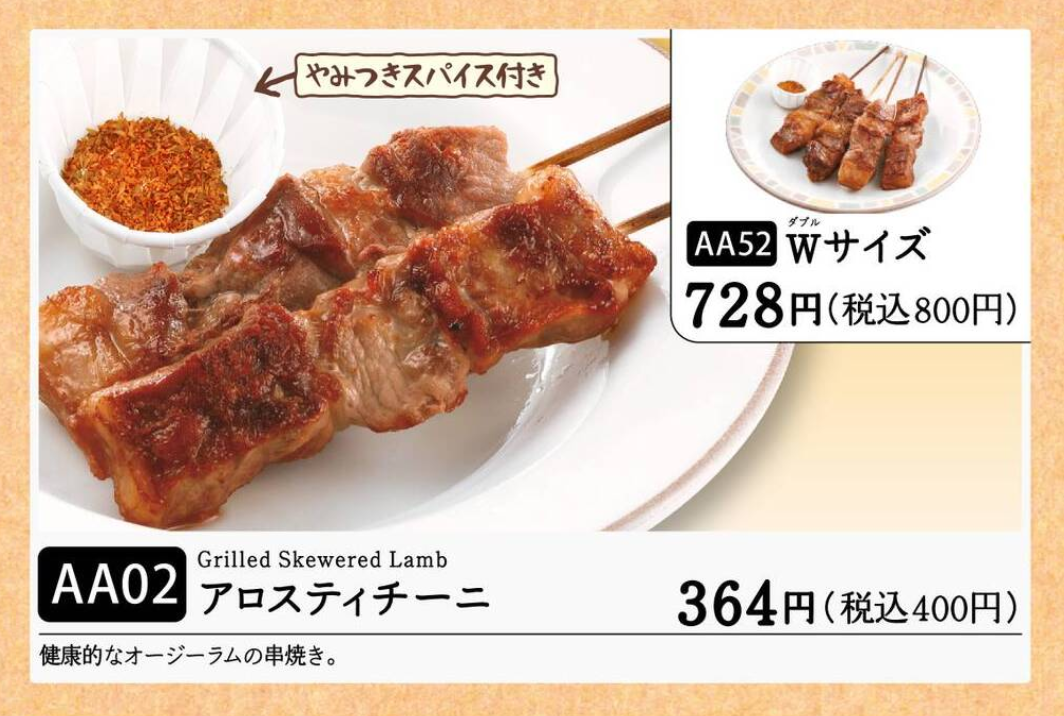 やみつきスパイス付き
ダブル
AA52 Wサイズ
728円(税込800円)
AA02
Grilled Skewered Lamb
アロスティチーニ
364円(税込400円)
健康的なオージーラムの串焼き。